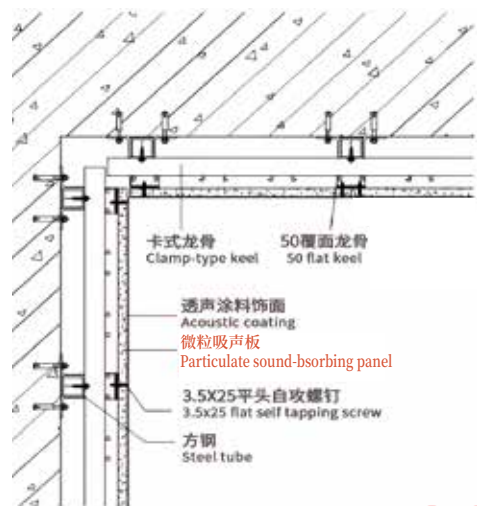 卡式龙骨
Clamp-type keel
50覆面龙骨
50 flat keel
透声涂料饰面
Acoustic coating
微粒吸声板
Particulate sound-bsorbing panel
3.5X25平头自攻螺钉
3.5x25 flat self tapping screw
方钢
Steel tube